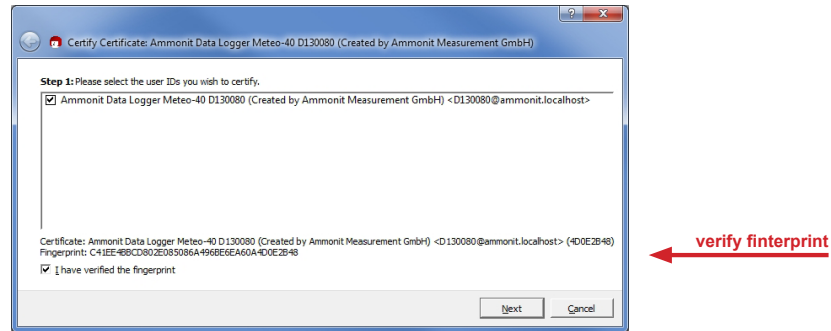 Certify Certificate: Ammonit Data Logger Meteo-40 D130080 (Created by Ammonit Measurement GmbH)
Step 1: Please select the user IDs you wish to certify.
Ammonit Data Logger Meteo-40 D130080 (Created by Ammonit Measurement GmbH) <D130080@ammonit.localhost>
Certificate: Ammonit Data Logger Meteo-40 D130080 (Created by Ammonit Measurement GmbH) <D130080@ammonit.localhost> (4D0E2B48)
Fingerprint: C41EE4BBCD802E085086A496BE6EA60A4D0E2B48
verify finterprint
I have verified the fingerprint
Next
Cancel